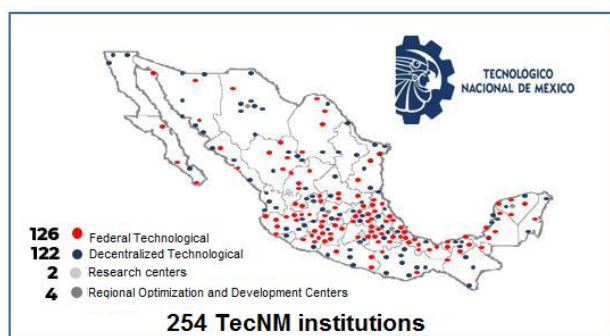 TECNOLÓGICO
NACIONAL DE MÉXICO
126 Federal Technological
122 Decentralized Technological
2 Research centers
4 Regional Optimization and Development Centers
254 TecNM institutions